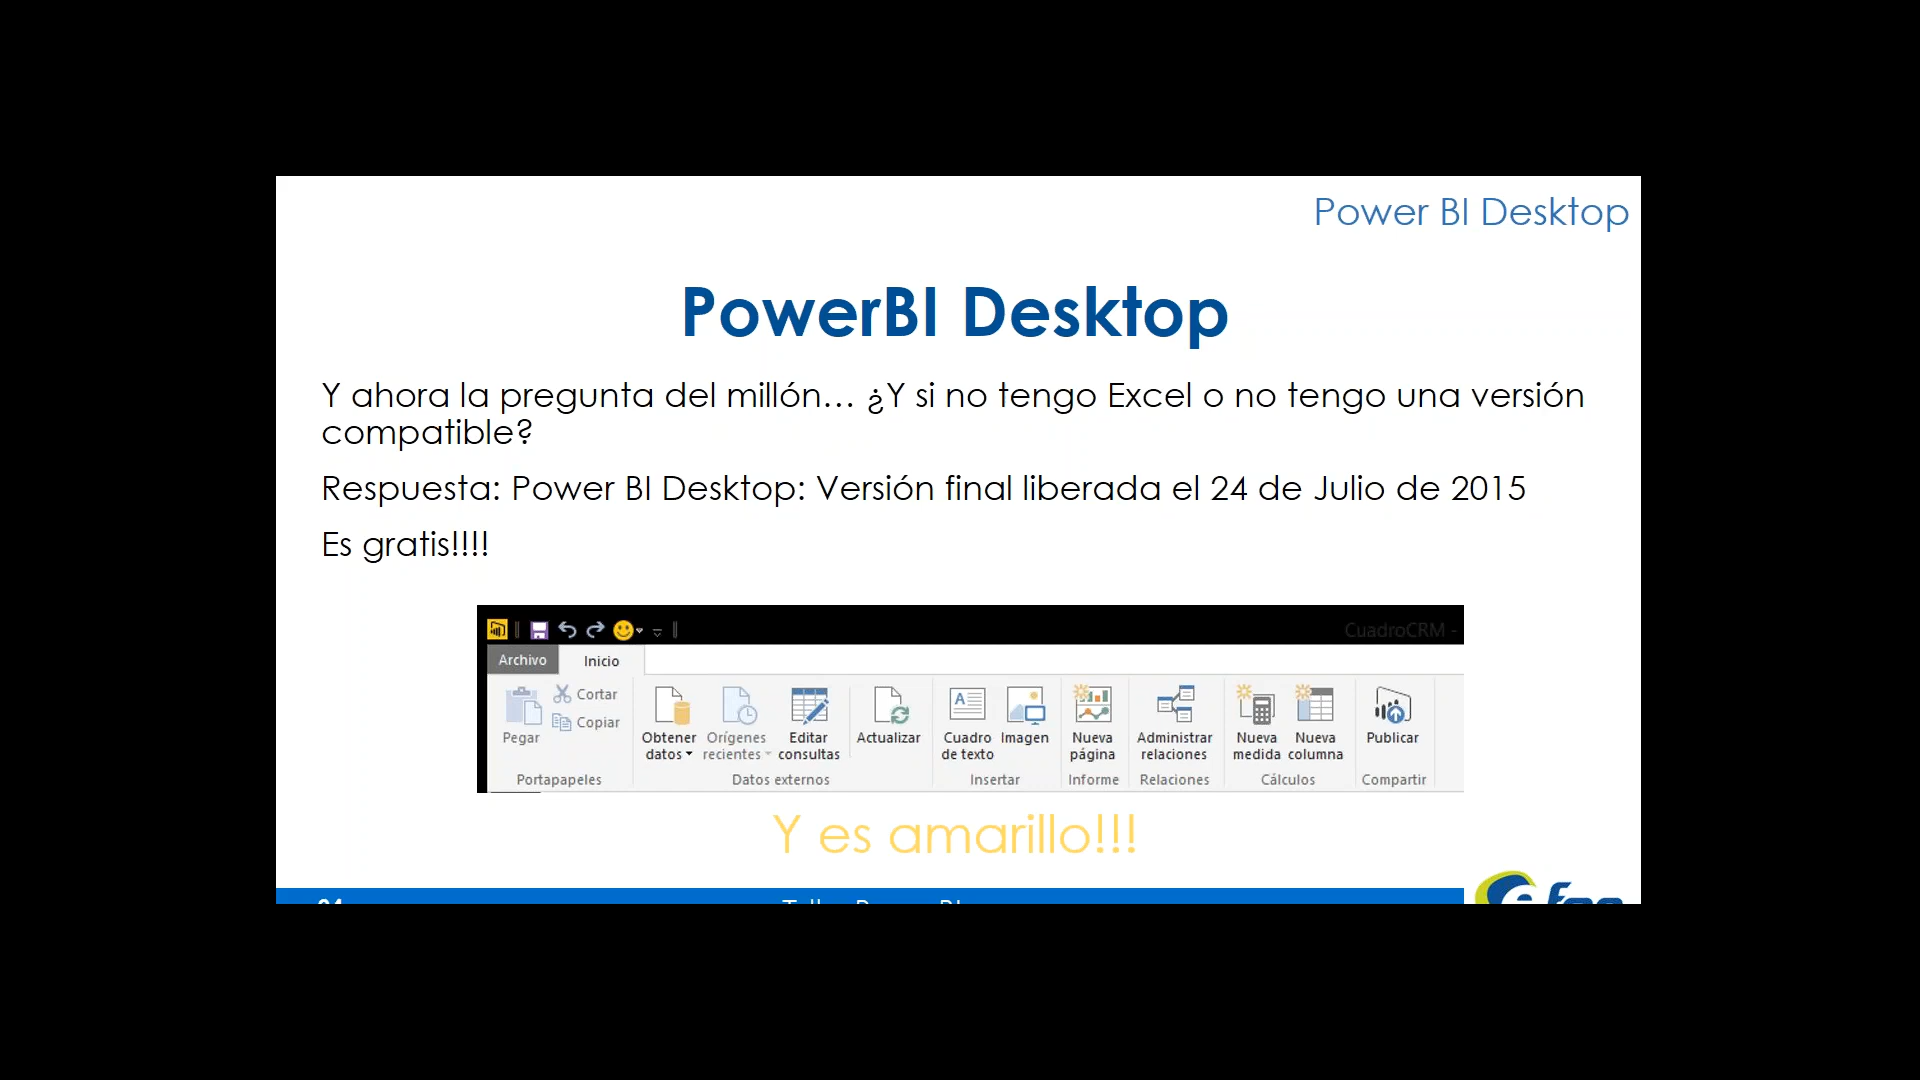 Power BI Desktop
PowerBI Desktop
Y ahora la pregunta del millón... ¿Y si no tengo Excel o no tengo una versión
compatible?
Respuesta: Power BI Desktop: Versión final liberada el 24 de Julio de 2015
Es gratis!!!!
CuadroCRM -
Archivo Inicio
Cortar
Copiar
Pegar
Obtener datos
Orígenes recientes
Editar consultas
Actualizar
Cuadro de texto
Imagen
Nueva página
Administrar relaciones
Nueva medida
Nueva columna
Publicar
Portapapeles Datos externos Insertar Informe Relaciones Cálculos Compartir
Y es amarillo!!!